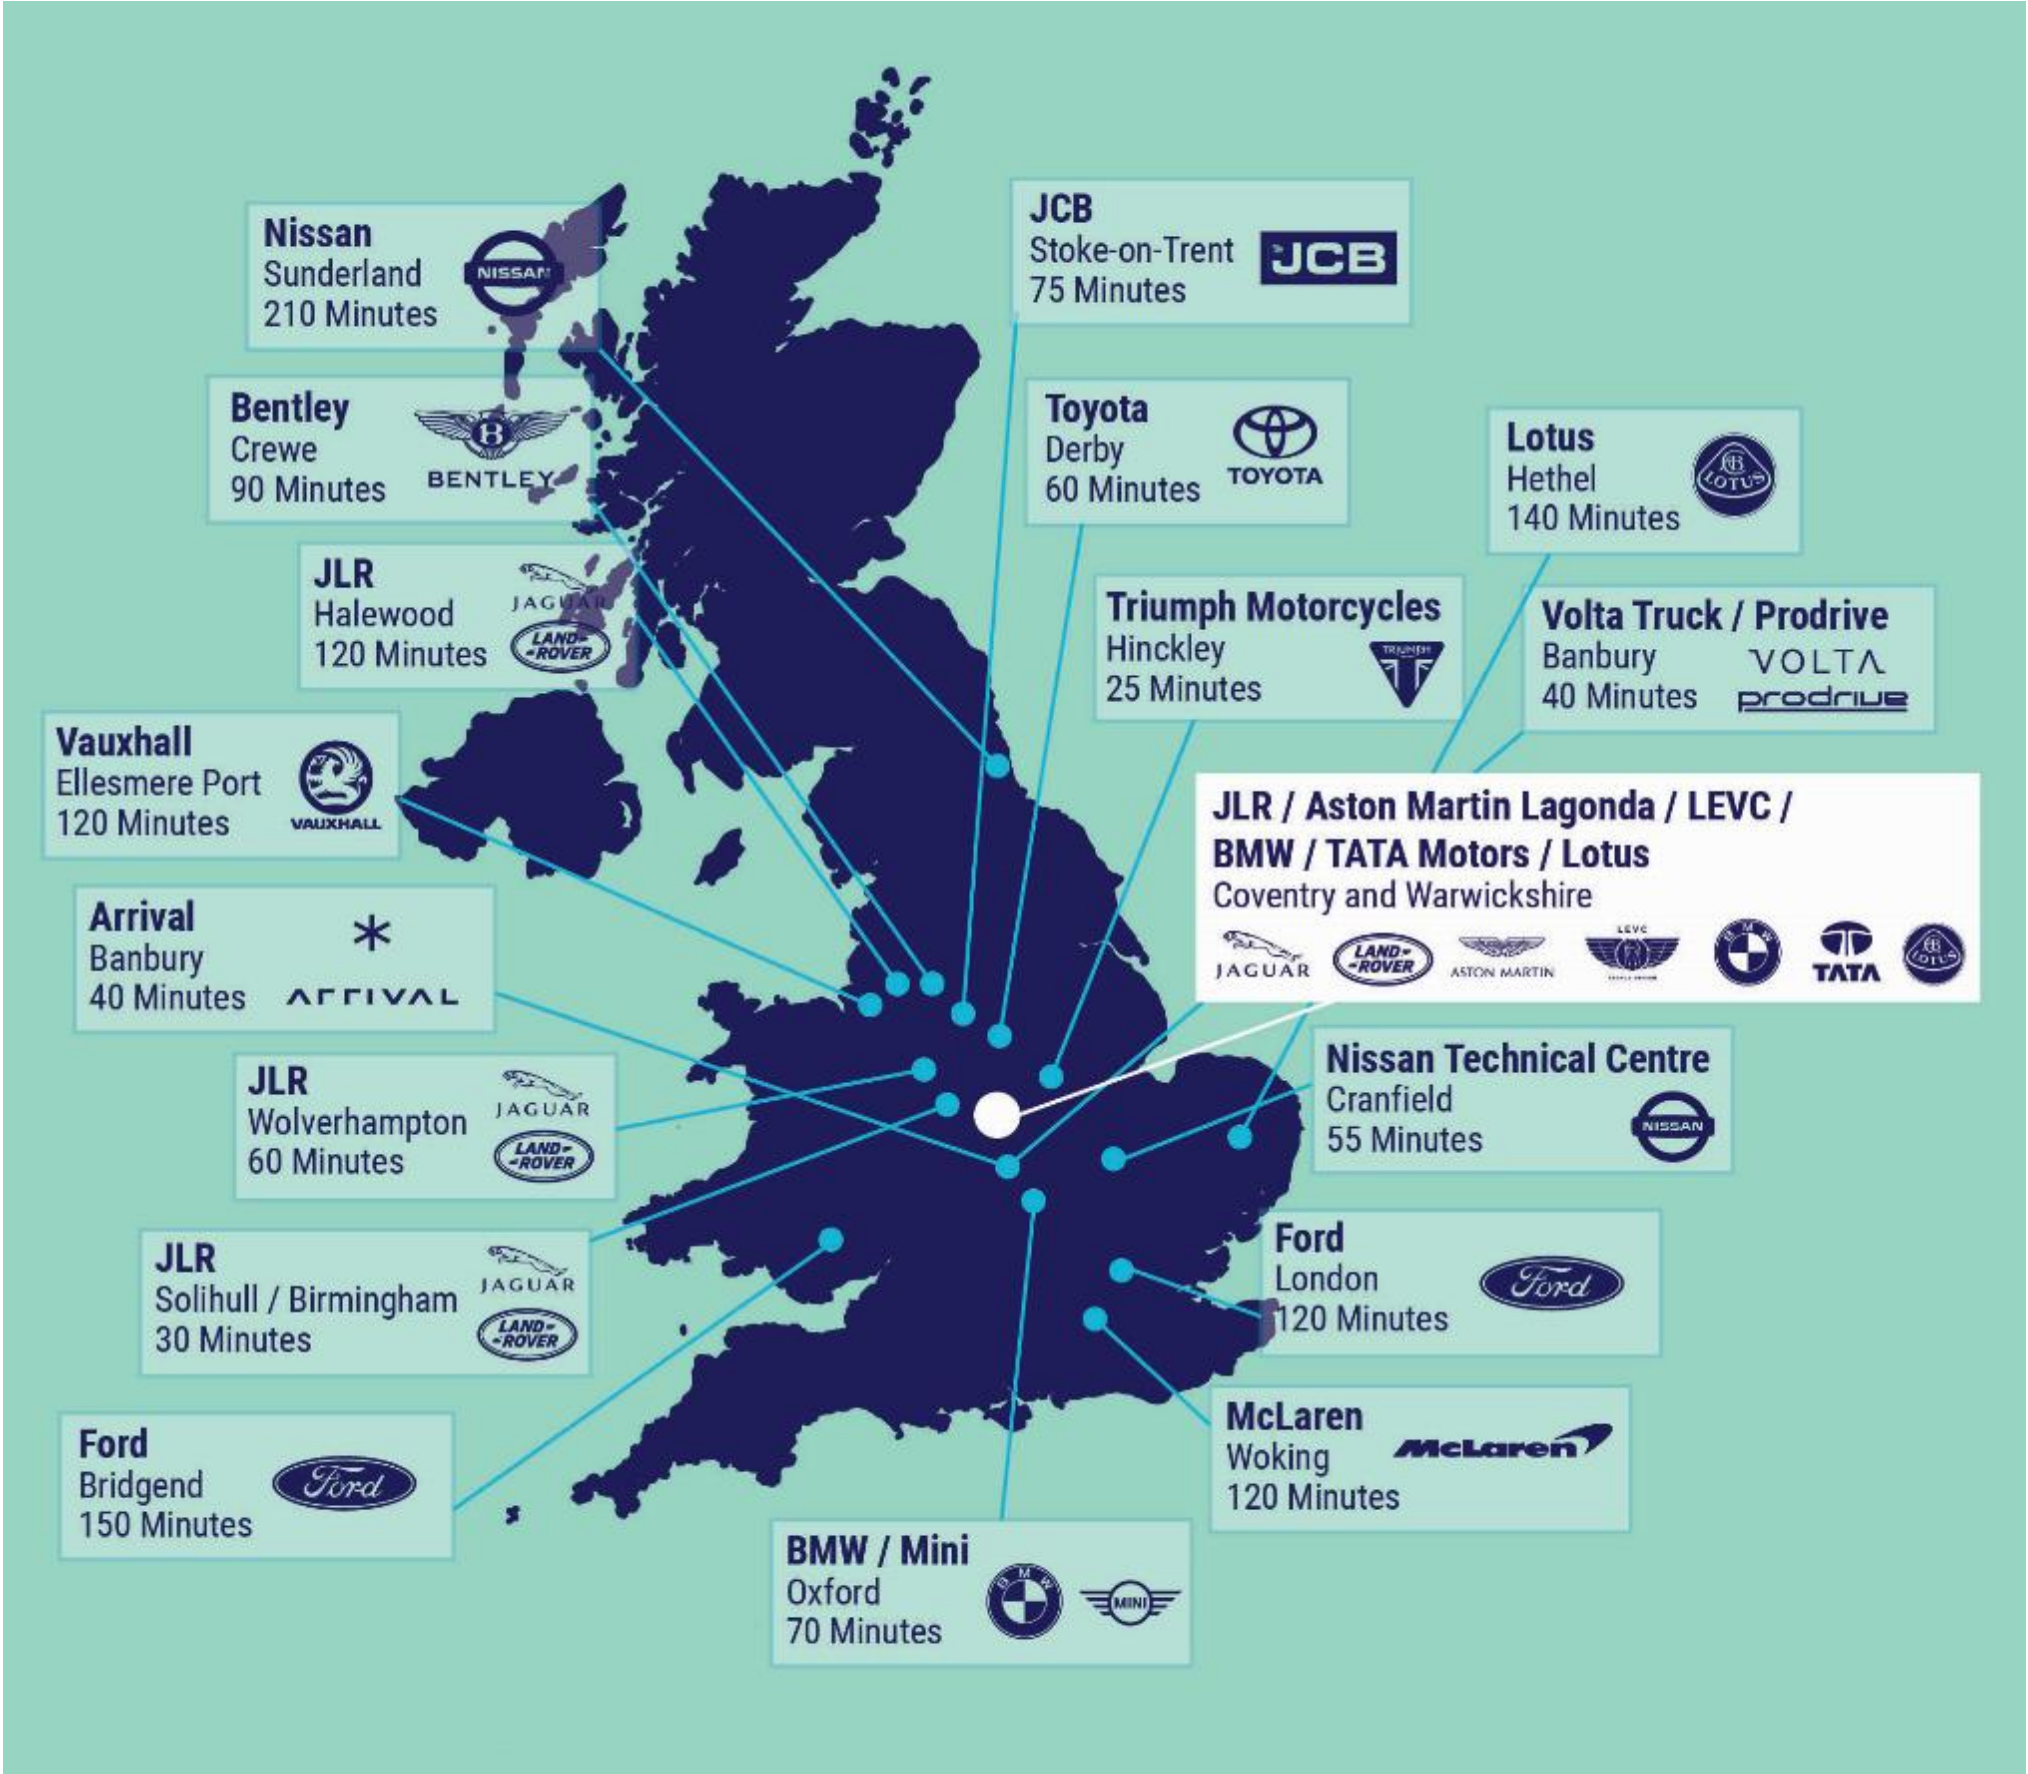 Nissan
Sunderland
210 Minutes
NISSAN
JCB
Stoke-on-Trent
75 Minutes
JCB
Bentley
Crewe
90 Minutes
B
BENTLEY
Toyota
Derby
60 Minutes
TOYOTA
Lotus
Hethel
140 Minutes
LOTUS
JLR
Halewood
120 Minutes
JAGUAR
LAND-
-ROVER
Triumph Motorcycles
Hinckley
25 Minutes
TRIUMPH
Volta Truck / Prodrive
Banbury
40 Minutes
VOLTA
prodrive
Vauxhall
Ellesmere Port
120 Minutes
VAUXHALL
JLR / Aston Martin Lagonda / LEVC /
BMW / TATA Motors / Lotus
Coventry and Warwickshire
JAGUAR
LAND-
-ROVER
ASTON MARTIN
LEVC
BMW
TATA
LOTUS
Arrival
Banbury
40 Minutes
ARRIVAL
Nissan Technical Centre
Cranfield
55 Minutes
NISSAN
JLR
Wolverhampton
60 Minutes
JAGUAR
LAND-
-ROVER
Ford
London
120 Minutes
Ford
JLR
Solihull / Birmingham
30 Minutes
JAGUAR
LAND-
-ROVER
McLaren
Woking
120 Minutes
McLaren
Ford
Bridgend
150 Minutes
Ford
BMW / Mini
Oxford
70 Minutes
BMW
MINI